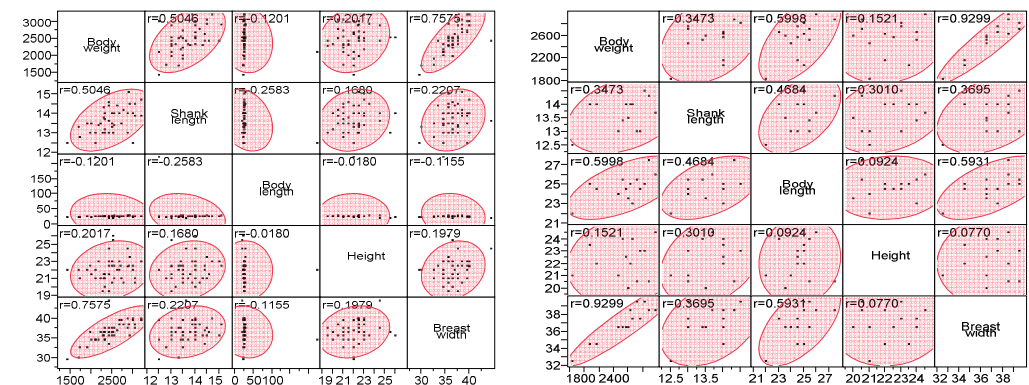 r=0.5046 r=-0.1201 r=0.2017 r=0.7575
3000
2500
2000
1500
Body
weight
r=0.5046 r=-0.2583 r=0.1680 r=0.2207
15
14
13
12
Shank
length
r=-0.1201 r=-0.2583 r=-0.0180 r=-0.1155
150
100
50
0
Body
length
r=0.2017 r=0.1680 r=-0.0180 r=0.1979
25
23
21
19
Height
r=0.7575 r=0.2207 r=-0.1155 r=0.1979
40
35
30
Breast
width
1500 2500 12 13 14 15 0 50 100 19 21 23 25 30 35 40
r=0.3473 r=0.5998 r=0.1521 r=0.9299
2600
2200
1800
Body
weight
r=0.3473 r=0.4684 r=0.3010 r=0.3695
14
13.5
13
12.5
Shank
length
r=0.5998 r=0.4684 r=0.0924 r=0.5931
27
25
23
21
Body
length
r=0.1521 r=0.3010 r=0.0924 r=0.0770
24
23
22
21
20
Height
r=0.9299 r=0.3695 r=0.5931 r=0.0770
38
36
34
32
Breast
width
1800 2400 12.5 13.5 21 23 25 27 20 21 22 23 24 32 34 36 38